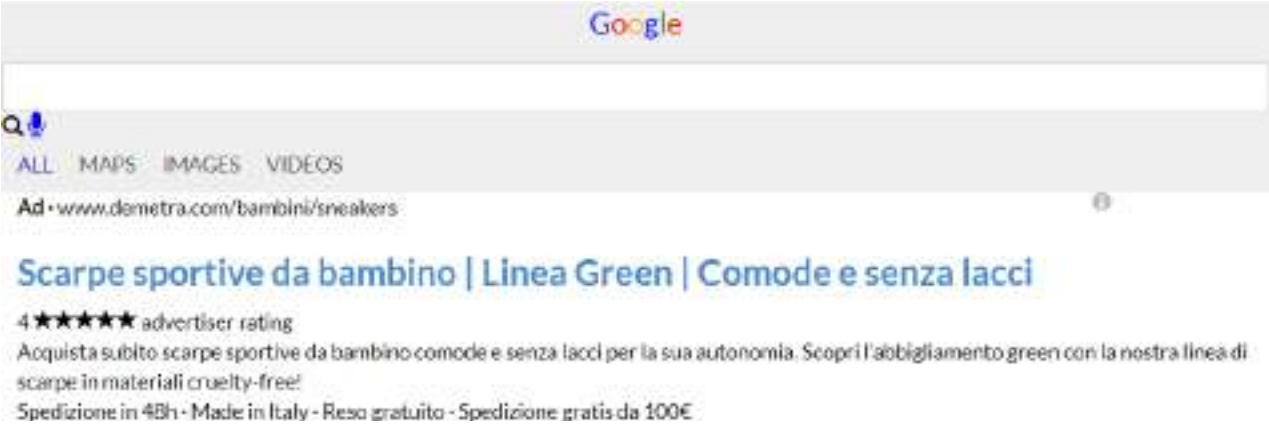 Google
ALL MAPS IMAGES VIDEOS
Ad · www.demetra.com/bambini/sneakers
Scarpe sportive da bambino | Linea Green | Comode e senza lacci
4 ★★★★★ advertiser rating
Acquista subito scarpe sportive da bambino comode e senza lacci per la sua autonomia. Scopri l'abbigliamento green con la nostra linea di
scarpe in materiali cruelty-free!
Spedizione in 48h - Made in Italy - Reso gratuito - Spedizione gratis da 100€